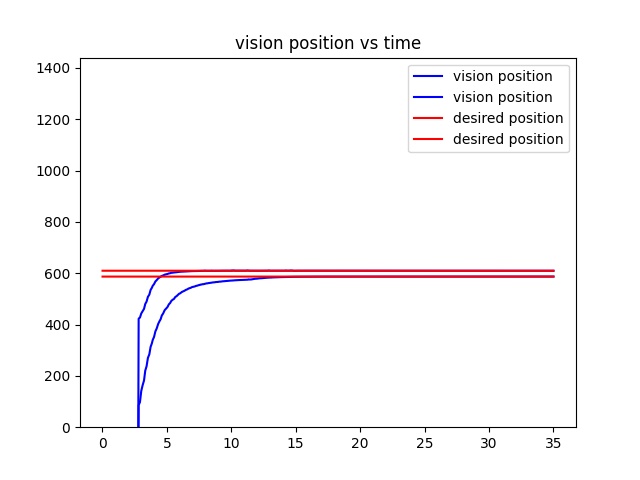 vision position vs time
1400
1200
1000
800
600
400
200
0
vision position
vision position
desired position
desired position
0 5 10 15 20 25 30 35